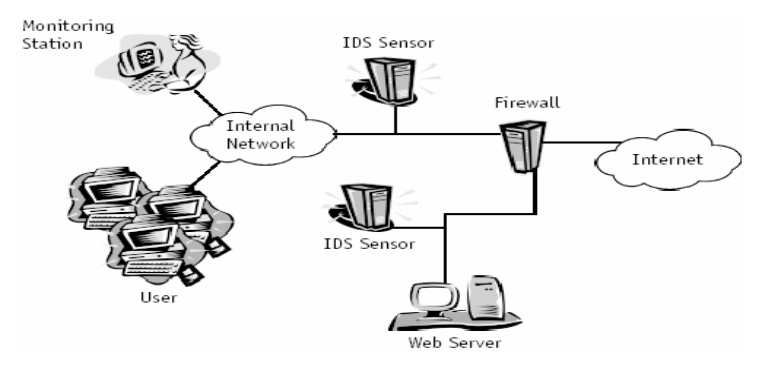 Monitoring
Station
IDS Sensor
Firewall
Internal
Network
Internet
IDS Sensor
User
Web Server